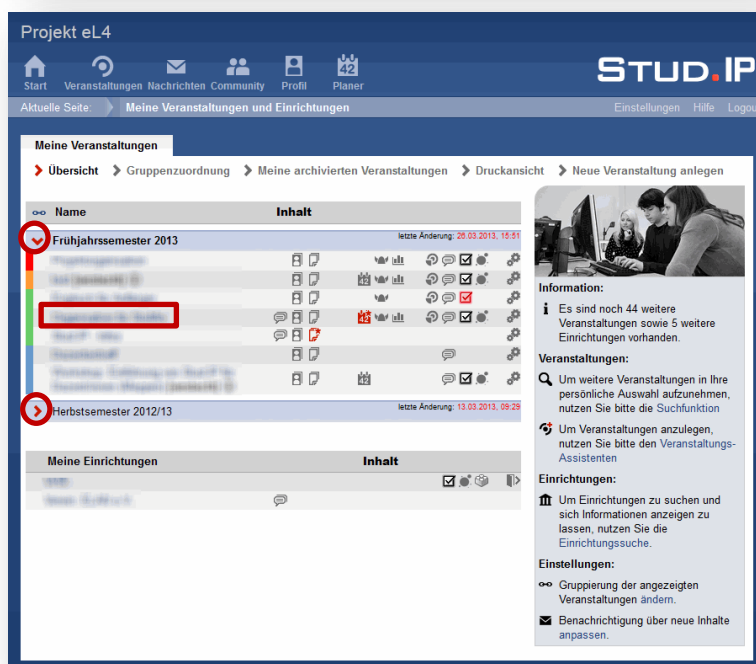 Projekt eL4
Start Veranstaltungen Nachrichten Community Profil 42 Planer
STUD.IP
Aktuelle Seite: Meine Veranstaltungen und Einrichtungen Einstellungen Hilfe Logou
Meine Veranstaltungen
Übersicht Gruppenzuordnung Meine archivierten Veranstaltungen Druckansicht Neue Veranstaltung anlegen
Name Inhalt
Frühjahrssemester 2013 letzte Änderung: 26.03.2013, 15:51
Herbstsemester 2012/13 letzte Änderung: 13.03.2013, 09:29
Meine Einrichtungen Inhalt
Information:
Es sind noch 44 weitere
Veranstaltungen sowie 5 weitere
Einrichtungen vorhanden.
Veranstaltungen:
Um weitere Veranstaltungen in Ihre
persönliche Auswahl aufzunehmen,
nutzen Sie bitte die Suchfunktion
Um Veranstaltungen anzulegen,
nutzen Sie bitte den Veranstaltungs-
Assistenten
Einrichtungen:
Um Einrichtungen zu suchen und
sich Informationen anzeigen zu
lassen, nutzen Sie die
Einrichtungssuche.
Einstellungen:
Gruppierung der angezeigten
Veranstaltungen ändern.
Benachrichtigung über neue Inhalte
anpassen.